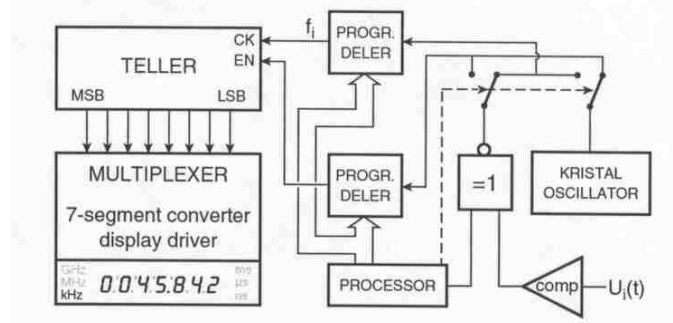 TELLER
CK
EN
MSB
LSB
fi
PROGR.
DELER
PROGR.
DELER
=1
KRISTAL
OSCILLATOR
MULTIPLEXER
7-segment converter
display driver
GHz
MHz
kHz
0.0.4.5.8.4.2
ms
µs
ns
PROCESSOR
comp
Ui(t)